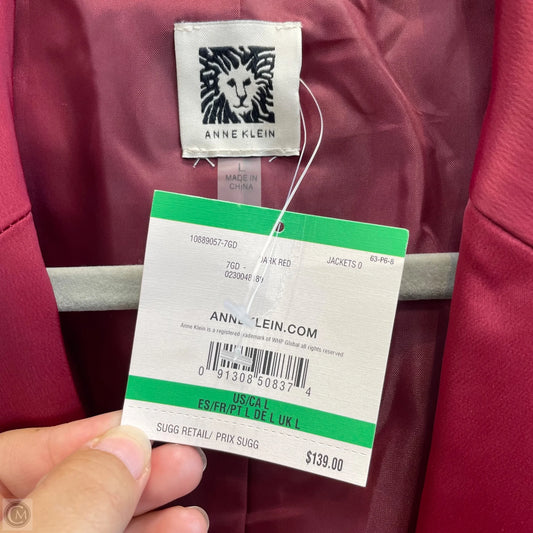 ANNE KLEIN
L
MADE IN
CHINA
10889057-7GD
DARK RED
JACKETS 0
63-P6-8
7GD -
ANNEKLEIN.COM
Anne Klein is a registered trademark of WHP Global all rights reserved
0 91308 50837 4
US/CA L
ES/FR/PT L DE L UK L
SUGG RETAIL/ PRIX SUGG
$139.00